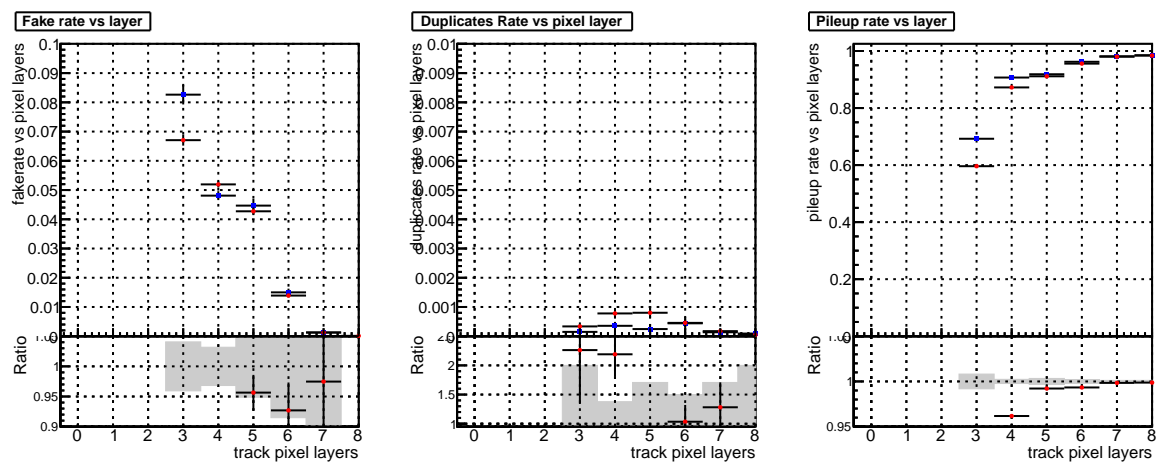 Fake rate vs layer
fakerate vs pixel layers
0.1
0.09
0.08
0.07
0.06
0.05
0.04
0.03
0.02
0.01
Ratio
0.95
0.9
0 1 2 3 4 5 6 7 8
track pixel layers
Duplicates Rate vs pixel layer
duplicates rate vs pixel layers
0.01
0.009
0.008
0.007
0.006
0.005
0.004
0.003
0.002
0.001
0
Ratio
2
1.5
1
0 1 2 3 4 5 6 7 8
track pixel layers
Pileup rate vs layer
pileup rate vs pixel layers
1
0.8
0.6
0.4
0.2
0
Ratio
1
0.95
0 1 2 3 4 5 6 7 8
track pixel layers